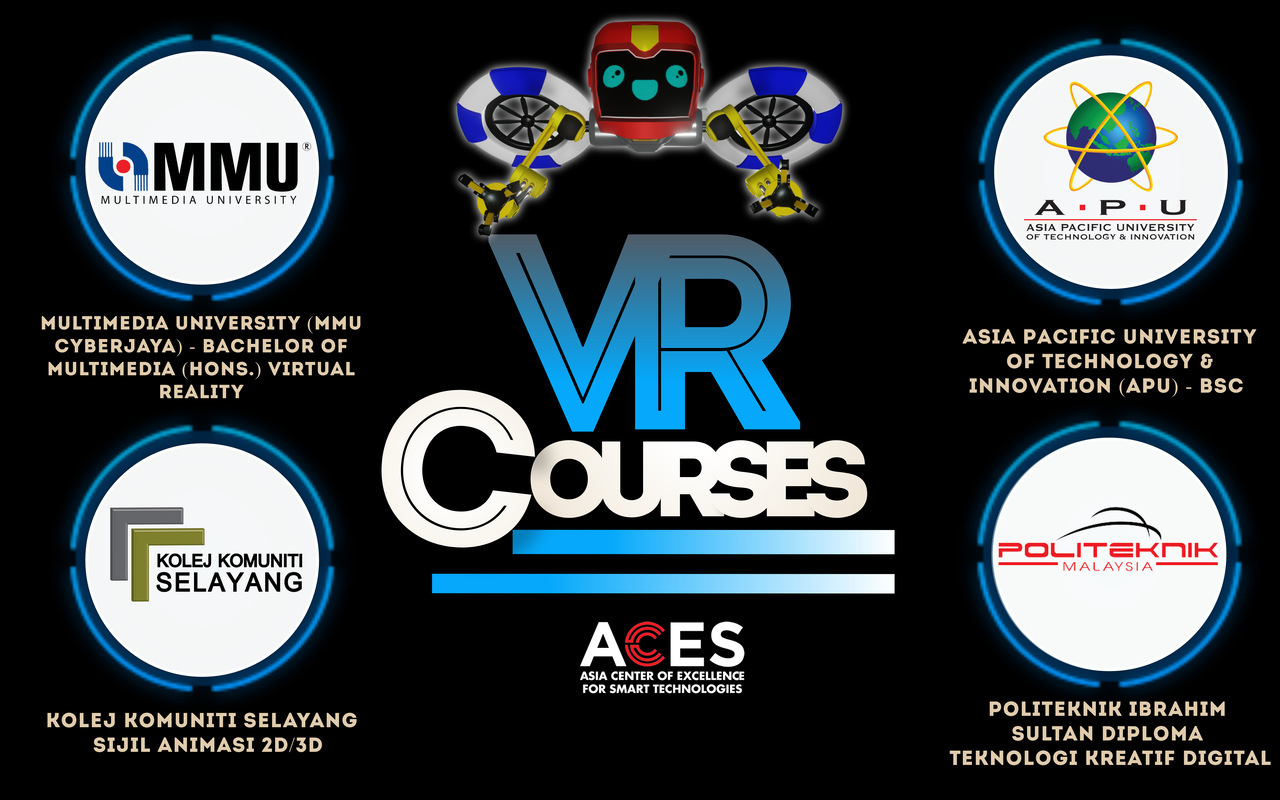 MMU®
MULTIMEDIA UNIVERSITY
MULTIMEDIA UNIVERSITY (MMU
CYBERJAYA) - BACHELOR OF
MULTIMEDIA (HONS.) VIRTUAL
REALITY
KOLEJ KOMUNITI
SELAYANG
KOLEJ KOMUNITI SELAYANG
SIJIL ANIMASI 2D/3D
VR
COURSES
ACES
ASIA CENTER OF EXCELLENCE
FOR SMART TECHNOLOGIES
A·P·U
ASIA PACIFIC UNIVERSITY
OF TECHNOLOGY & INNOVATION
ASIA PACIFIC UNIVERSITY
OF TECHNOLOGY &
INNOVATION (APU) - BSC
POLITEKNIK
MALAYSIA
POLITEKNIK IBRAHIM
SULTAN DIPLOMA
TEKNOLOGI KREATIF DIGITAL